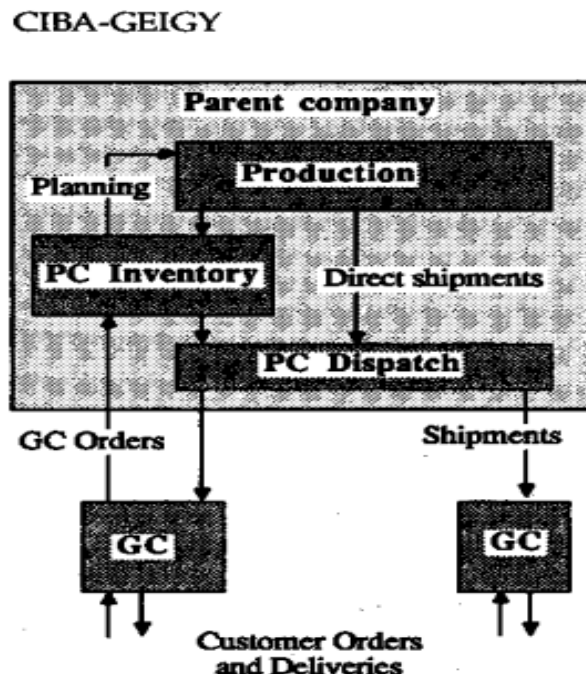 CIBA-GEIGY
Parent company
Production
Planning
PC Inventory
Direct shipments
PC Dispatch
GC Orders
Shipments
GC
GC
Customer Orders
and Deliveries